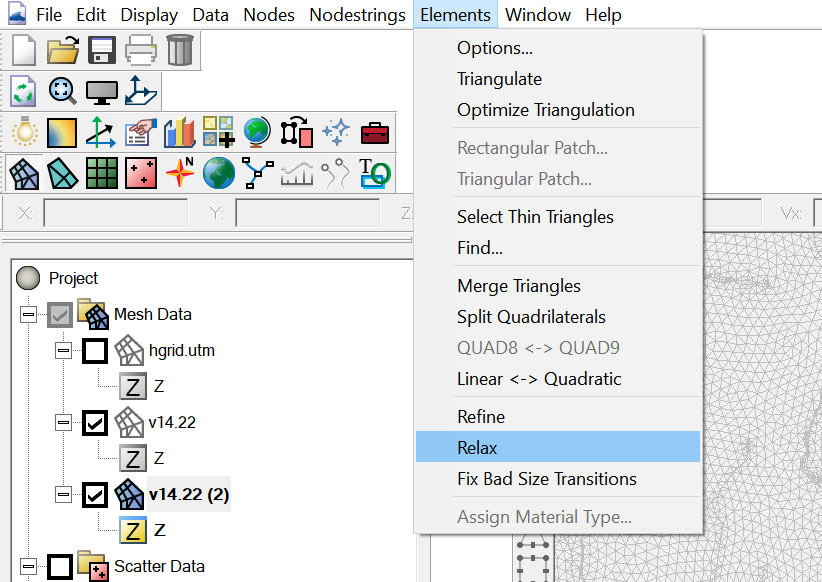 File Edit Display Data Nodes Nodestrings Elements Window Help
Options...
Triangulate
Optimize Triangulation
Rectangular Patch...
Triangular Patch...
Select Thin Triangles
Find...
Merge Triangles
Split Quadrilaterals
QUAD8 <-> QUAD9
Linear <-> Quadratic
Refine
Relax
Fix Bad Size Transitions
Assign Material Type...
N
TO
X: Y: Z: Vx:
Project
Mesh Data
hgrid.utm
Z Z
v14.22
Z Z
v14.22 (2)
Z Z
Scatter Data